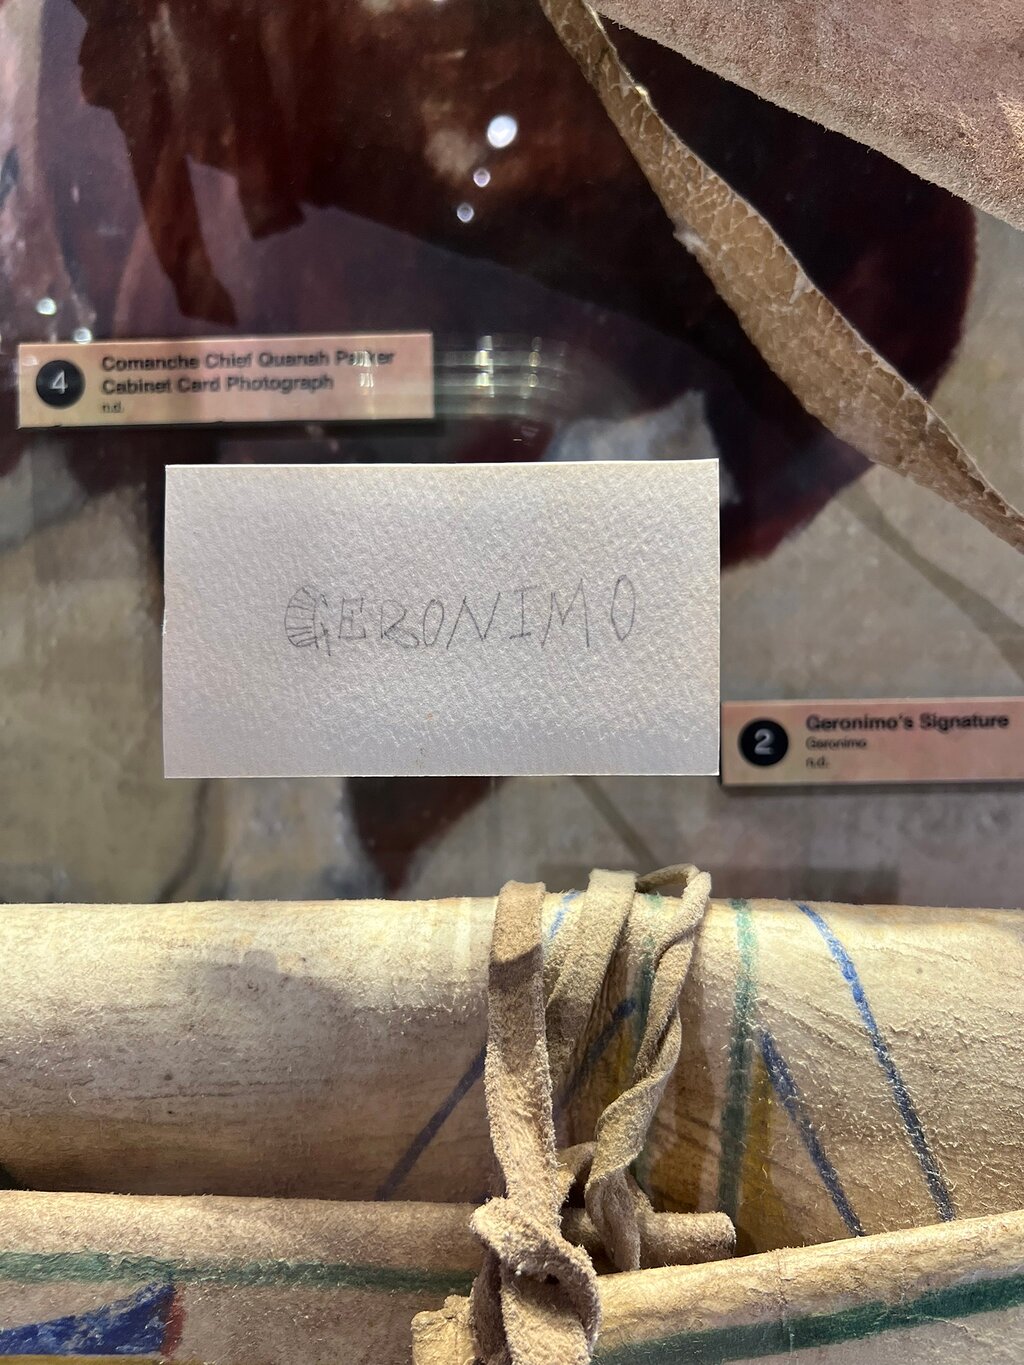 4
Comanche Chief Quanah Parker
Cabinet Card Photograph
n.d.
GERONIMO
2
Geronimo's Signature
Geronimo
n.d.